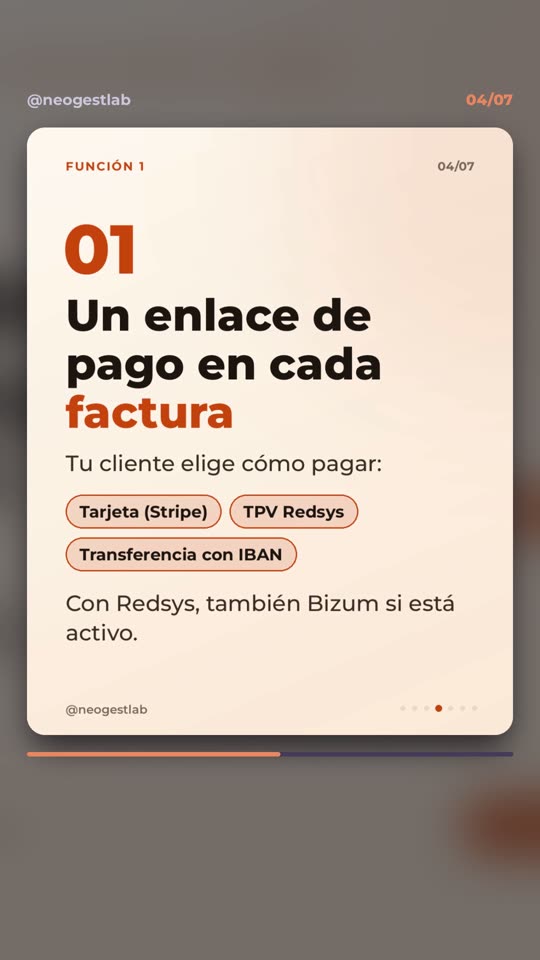 @neogestlab 04/07
FUNCIÓN 1 04/07
01
Un enlace de
pago en cada
factura
Tu cliente elige cómo pagar:
Tarjeta (Stripe) TPV Redsys
Transferencia con IBAN
Con Redsys, también Bizum si está
activo.
@neogestlab